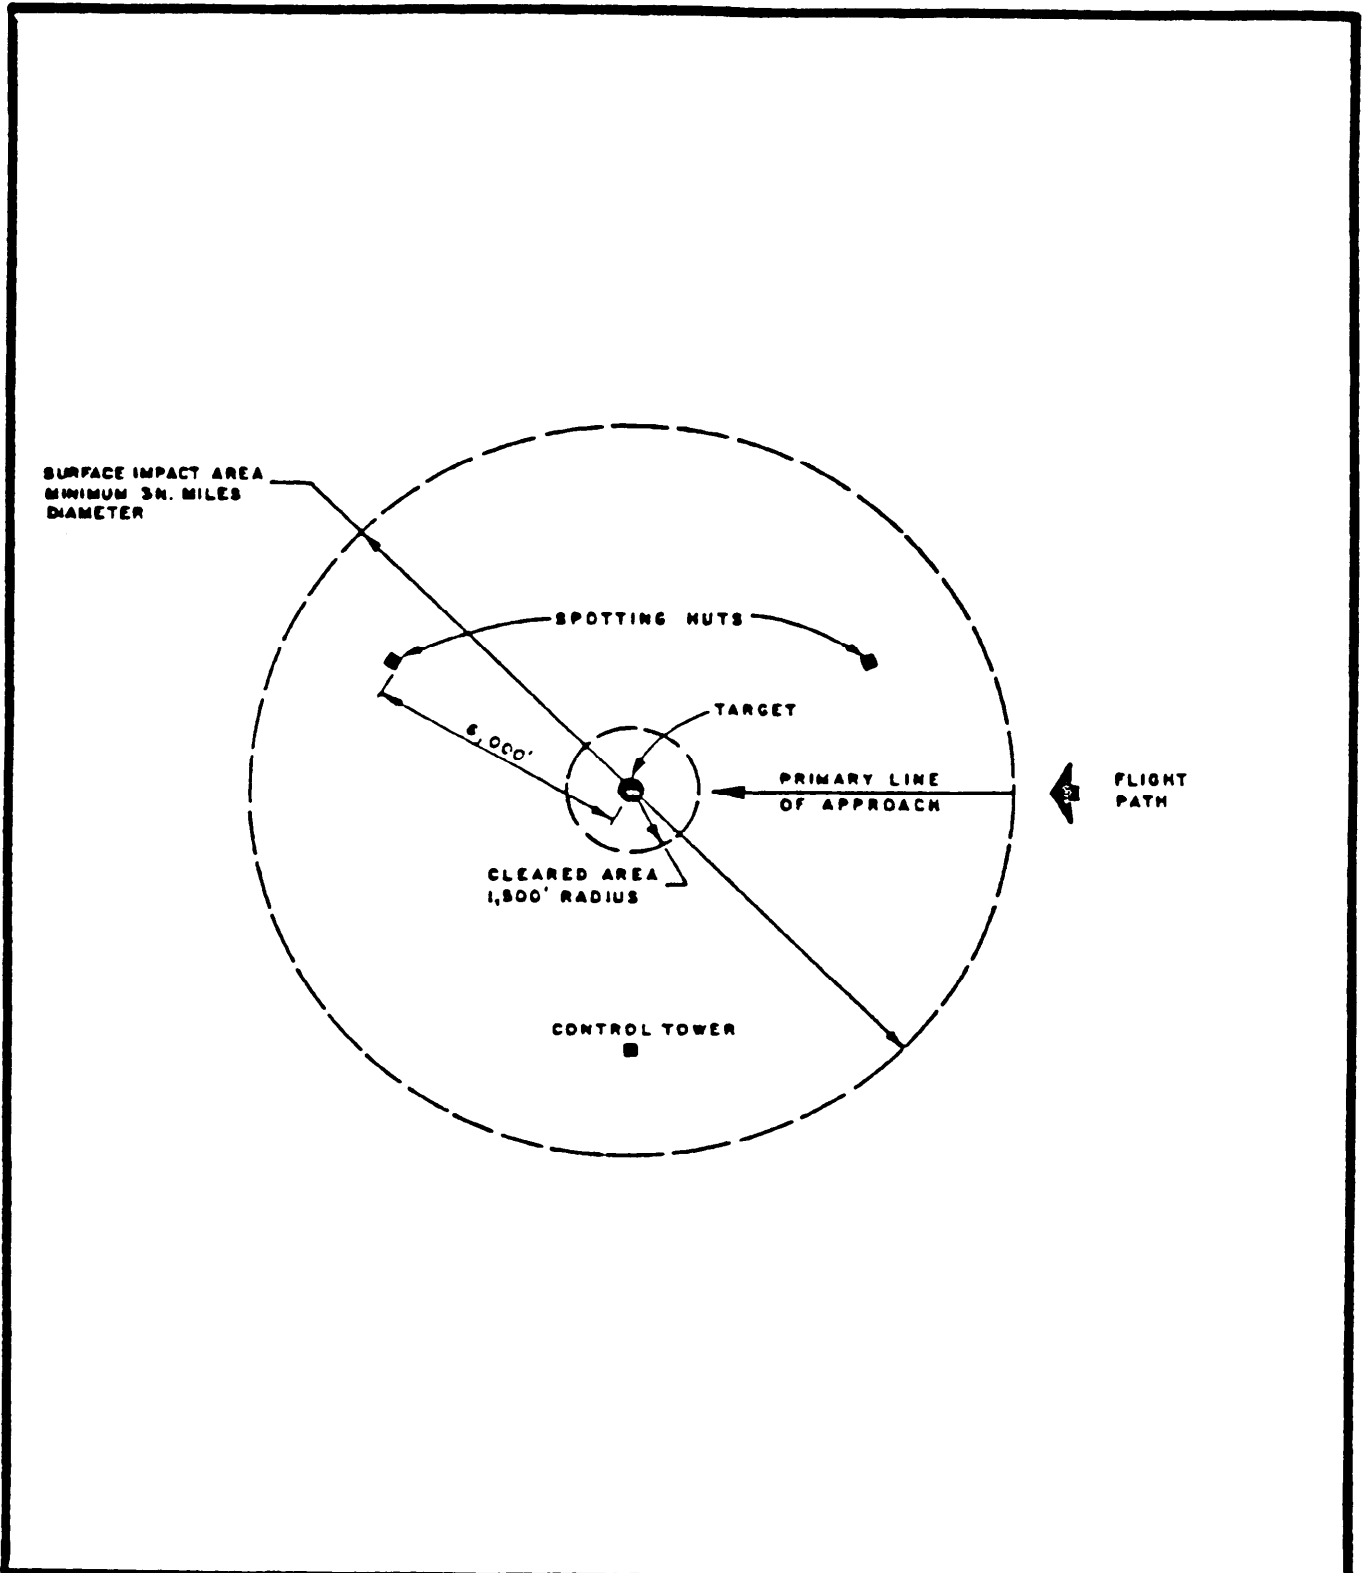 SURFACE IMPACT AREA
MINIMUM 3N. MILES
DIAMETER
SPOTTING HUTS
TARGET
6,000'
PRIMARY LINE
OF APPROACH
FLIGHT
PATH
CLEARED AREA
1,500' RADIUS
CONTROL TOWER